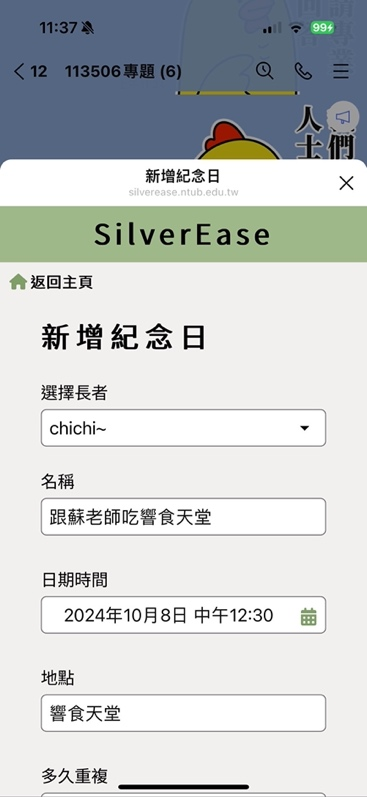 11:37
99
12 113506專題 (6)
人士
們
新增紀念日
silverease.ntub.edu.tw
SilverEase
返回主頁
新增紀念日
選擇長者
chichi~
名稱
跟蘇老師吃饗食天堂
日期時間
2024年10月8日 中午12:30
地點
饗食天堂
多久重複